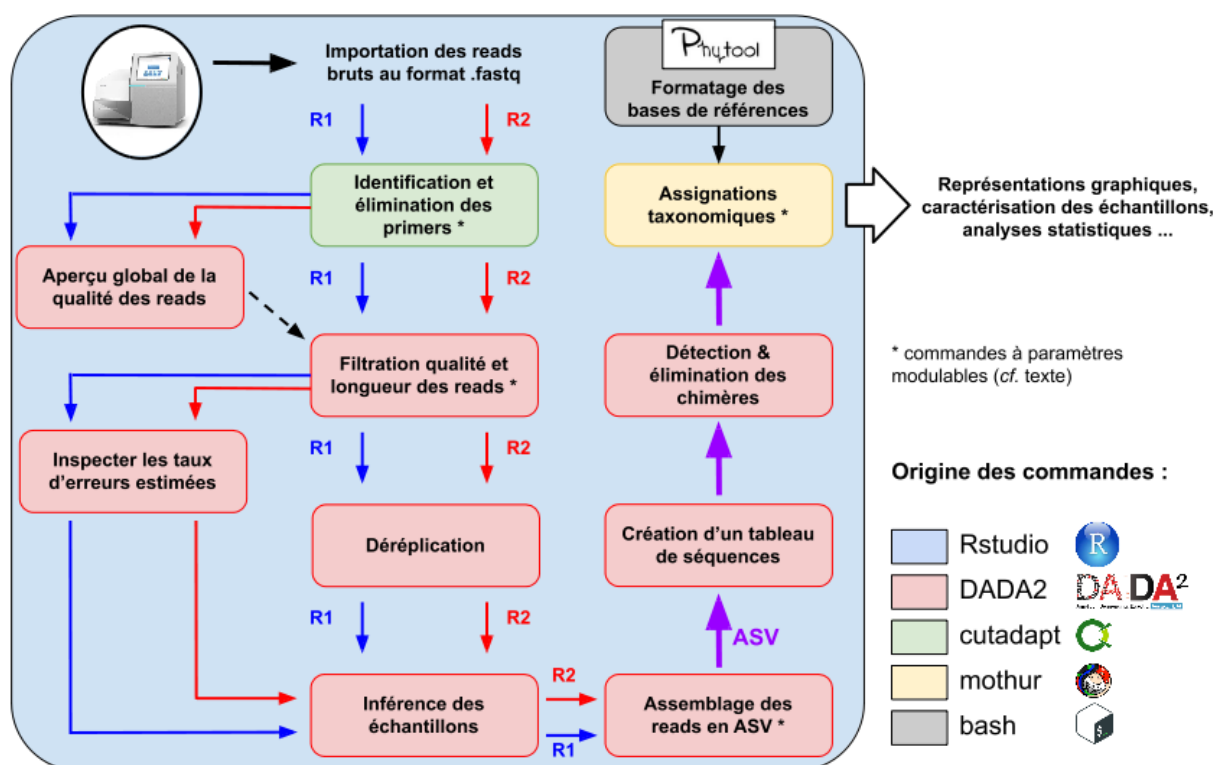 Importation des reads
bruts au format .fastq
R1
R2
Phytool
Formatage des
bases de références
Identification et
élimination des
primers *
Assignations
taxonomiques *
Représentations graphiques,
caractérisation des échantillons,
analyses statistiques ...
Aperçu global de la
qualité des reads
R1
R2
Filtration qualité et
longueur des reads *
Détection &
élimination des
chimères
* commandes à paramètres
modulables (cf. texte)
Inspecter les taux
d'erreurs estimées
R1
R2
Déréplication
Création d'un tableau
de séquences
R1
R2
ASV
Inférence des
échantillons
R2
R1
Assemblage des
reads en ASV *
Origine des commandes :
Rstudio
R
DADA2
DADA2
cutadapt
mothur
bash
$_